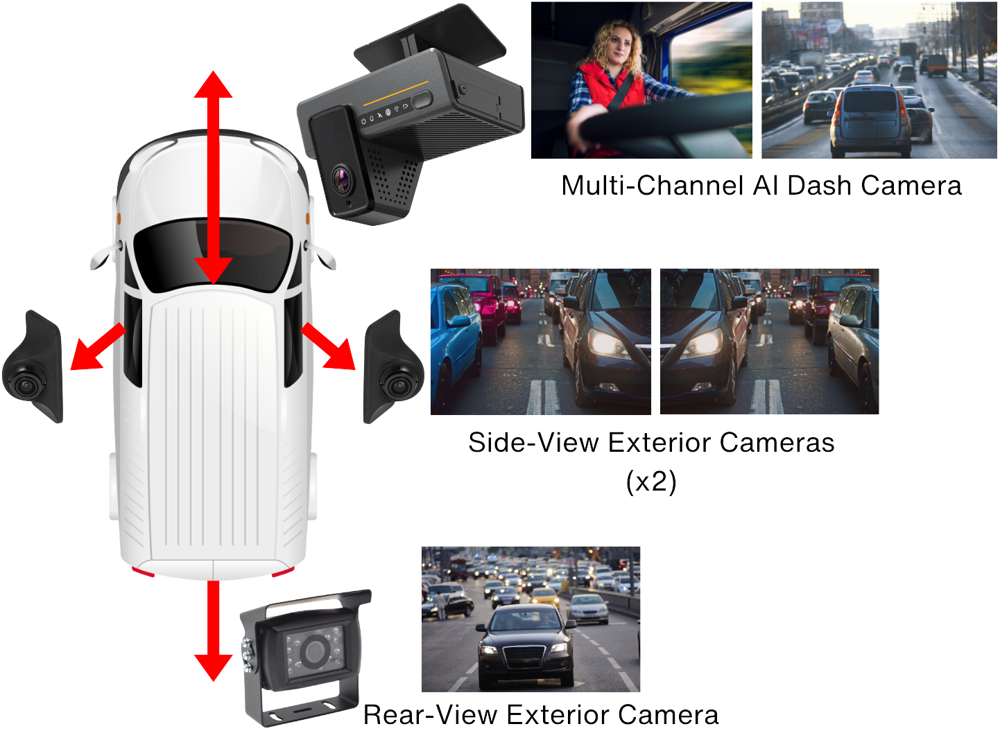 Multi-Channel AI Dash Camera
Side-View Exterior Cameras
(x2)
Rear-View Exterior Camera